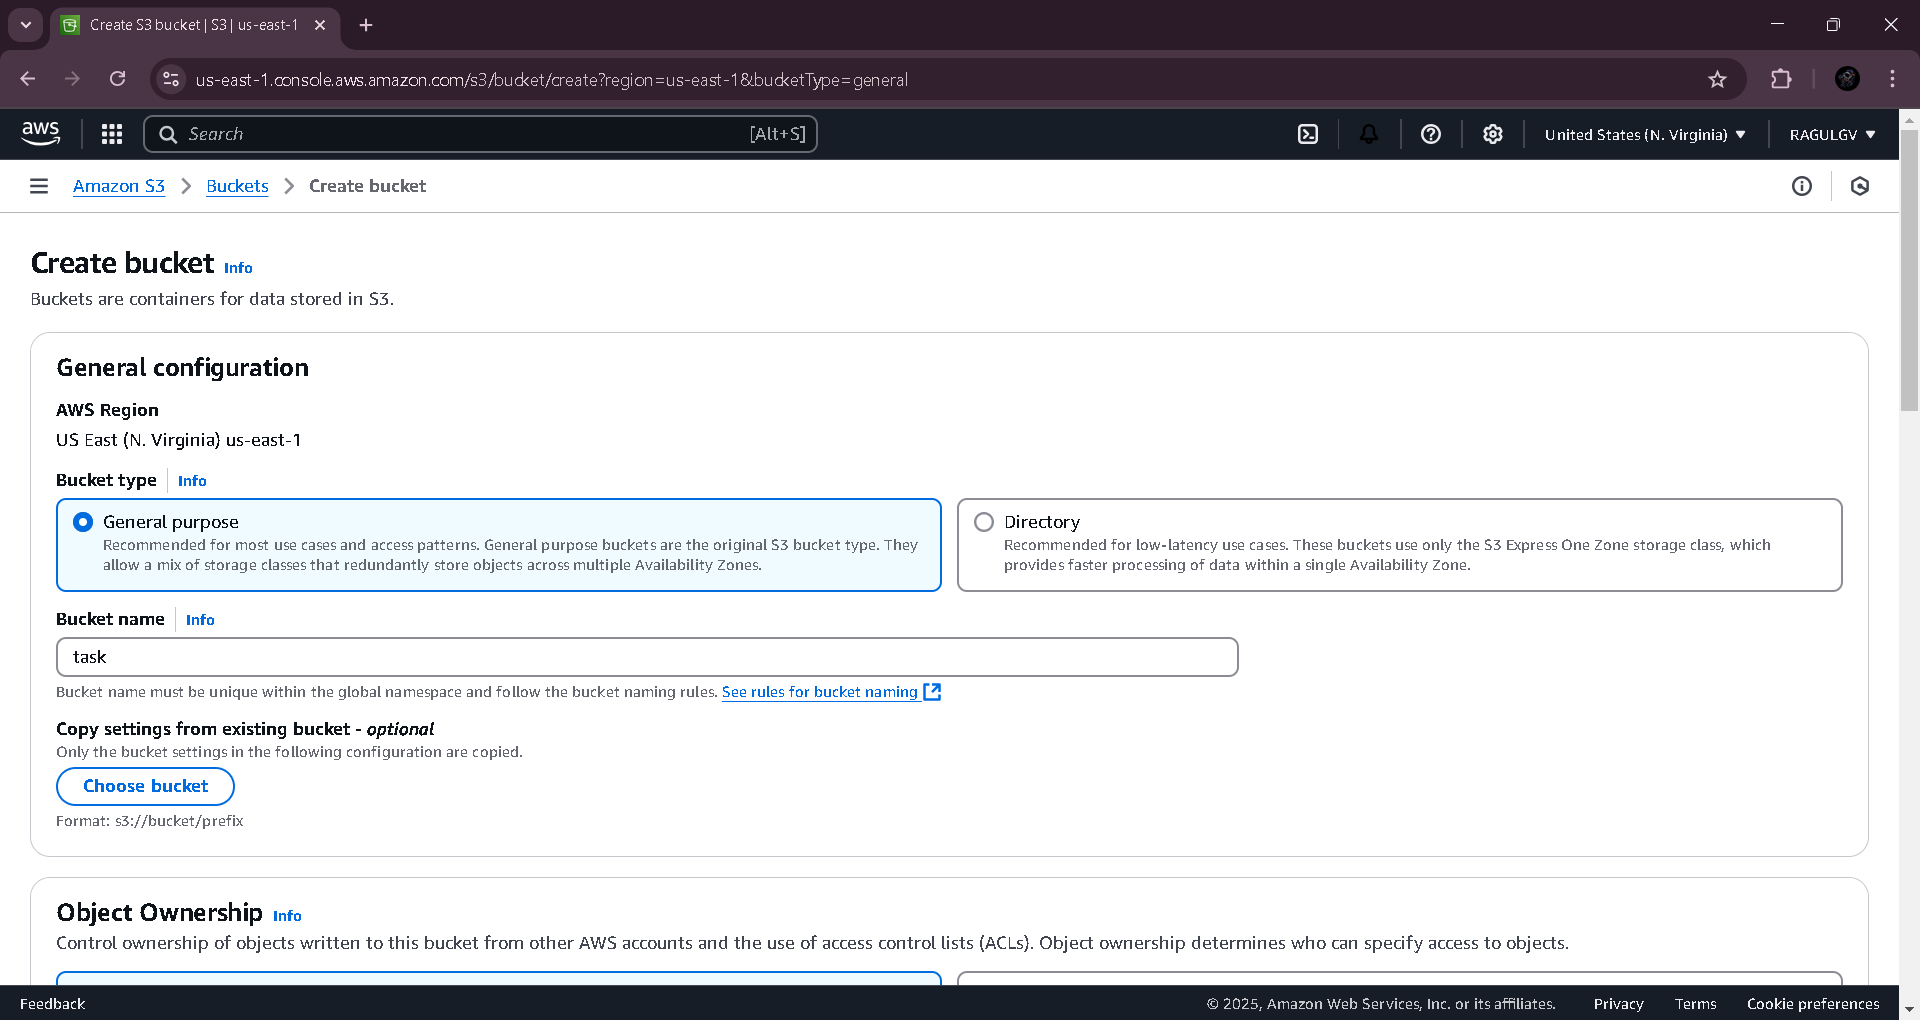 Create S3 bucket | S3 | us-east-1
us-east-1.console.aws.amazon.com/s3/bucket/create?region=us-east-1&bucketType=general
aws
Search
[Alt+S]
United States (N. Virginia)
RAGULGV
Amazon S3
Buckets
Create bucket
Create bucket Info
Buckets are containers for data stored in S3.
General configuration
AWS Region
US East (N. Virginia) us-east-1
Bucket type Info
General purpose
Recommended for most use cases and access patterns. General purpose buckets are the original S3 bucket type. They
allow a mix of storage classes that redundantly store objects across multiple Availability Zones.
Directory
Recommended for low-latency use cases. These buckets use only the S3 Express One Zone storage class, which
provides faster processing of data within a single Availability Zone.
Bucket name Info
task
Bucket name must be unique within the global namespace and follow the bucket naming rules. See rules for bucket naming
Copy settings from existing bucket - optional
Only the bucket settings in the following configuration are copied.
Choose bucket
Format: s3://bucket/prefix
Object Ownership Info
Control ownership of objects written to this bucket from other AWS accounts and the use of access control lists (ACLs). Object ownership determines who can specify access to objects.
Feedback
© 2025, Amazon Web Services, Inc. or its affiliates.
Privacy
Terms
Cookie preferences